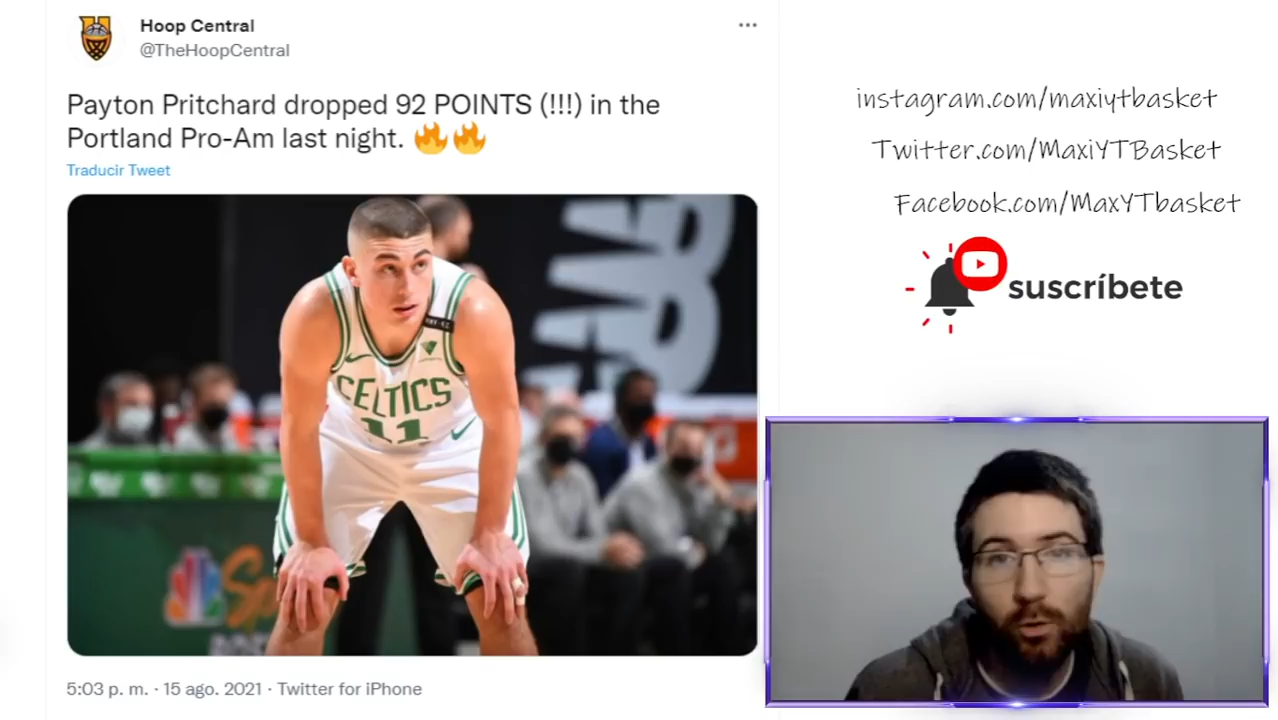 Hoop Central
@TheHoopCentral
Payton Pritchard dropped 92 POINTS (!!!) in the
Portland Pro-Am last night. 🔥🔥
Traducir Tweet
CELTICS
11
5:03 p. m. · 15 ago. 2021 · Twitter for iPhone
instagram.com/maxiytbasket
Twitter.com/MaxiYTBasket
Facebook.com/MaxYTbasket
suscríbete